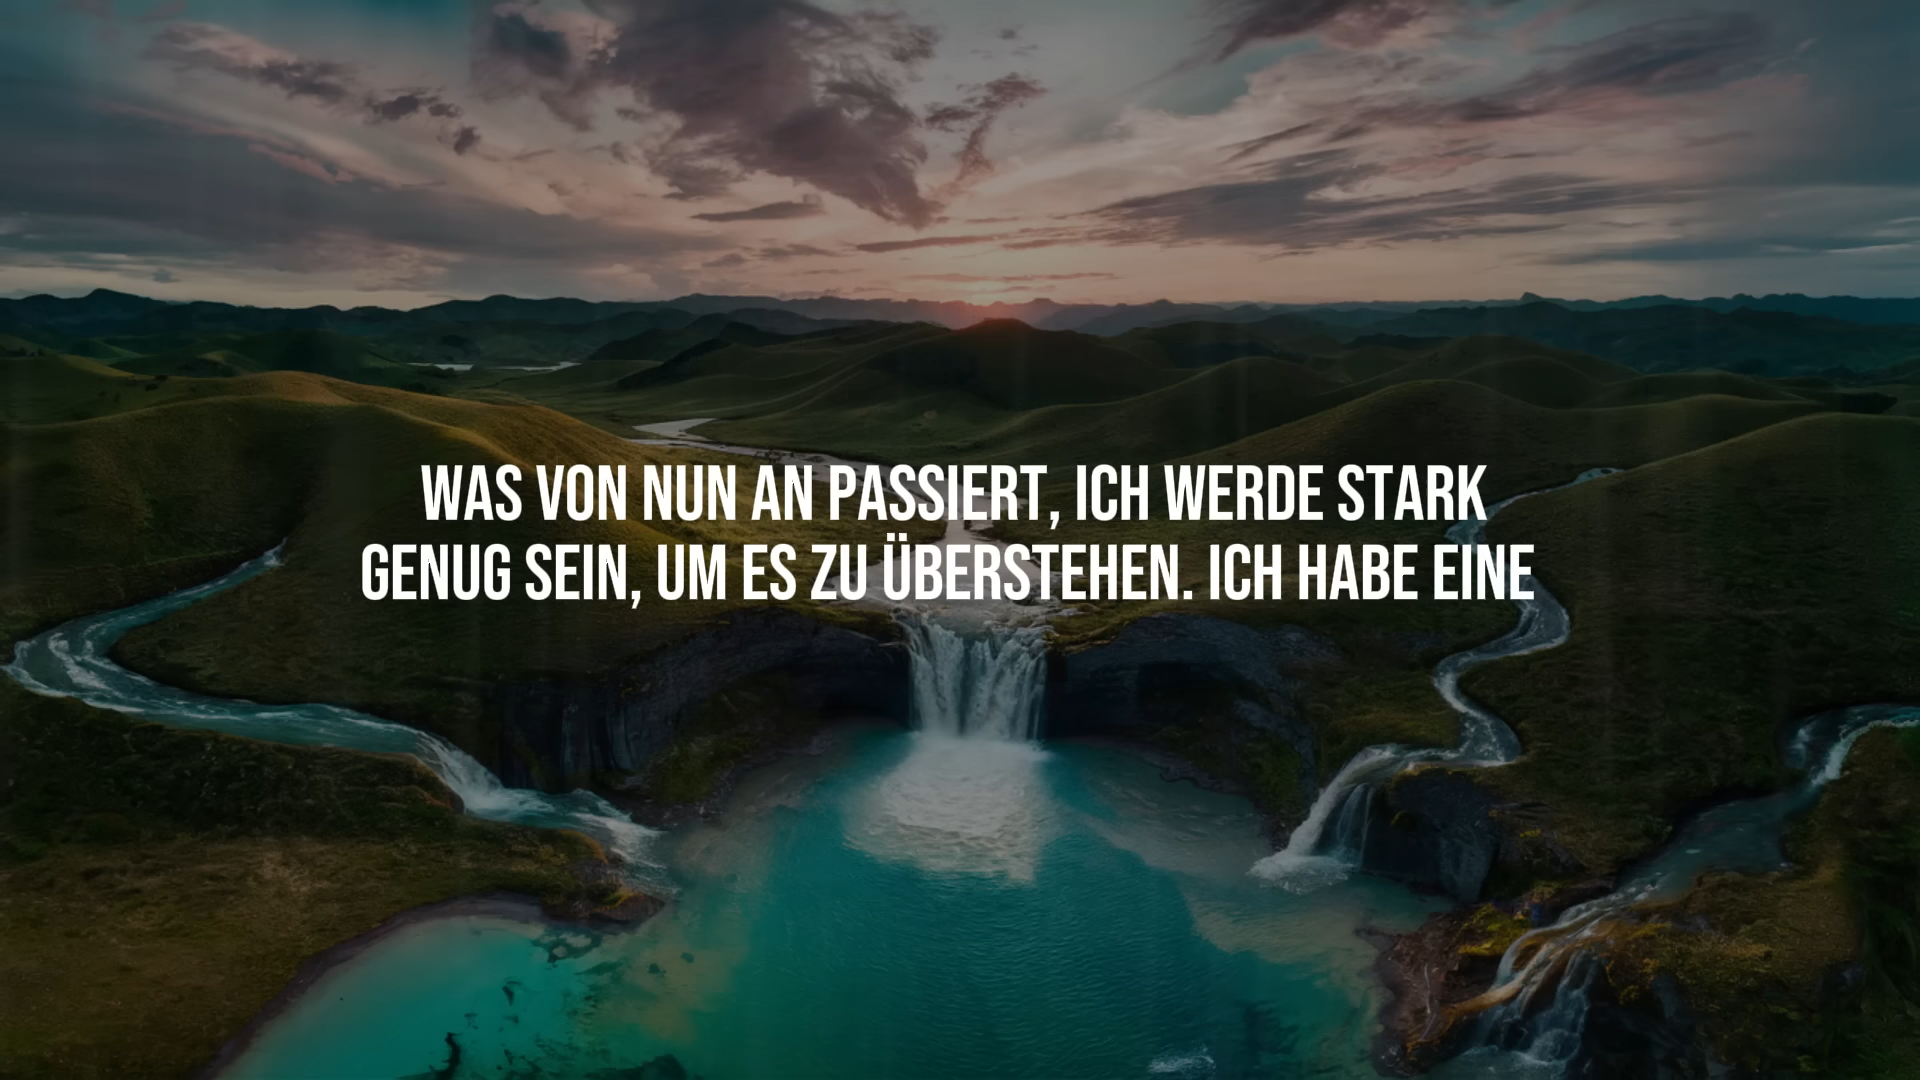 WAS VON NUN AN PASSIERT, ICH WERDE STARK
GENUG SEIN, UM ES ZU ÜBERSTEHEN. ICH HABE EINE